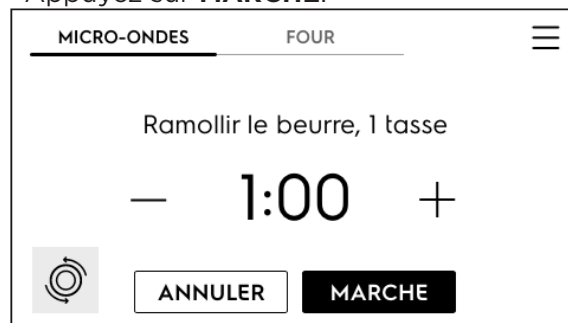 Appuyez sur MARCHE.
MICRO-ONDES FOUR
Ramollir le beurre, 1 tasse
— 1:00 +
ANNULER MARCHE